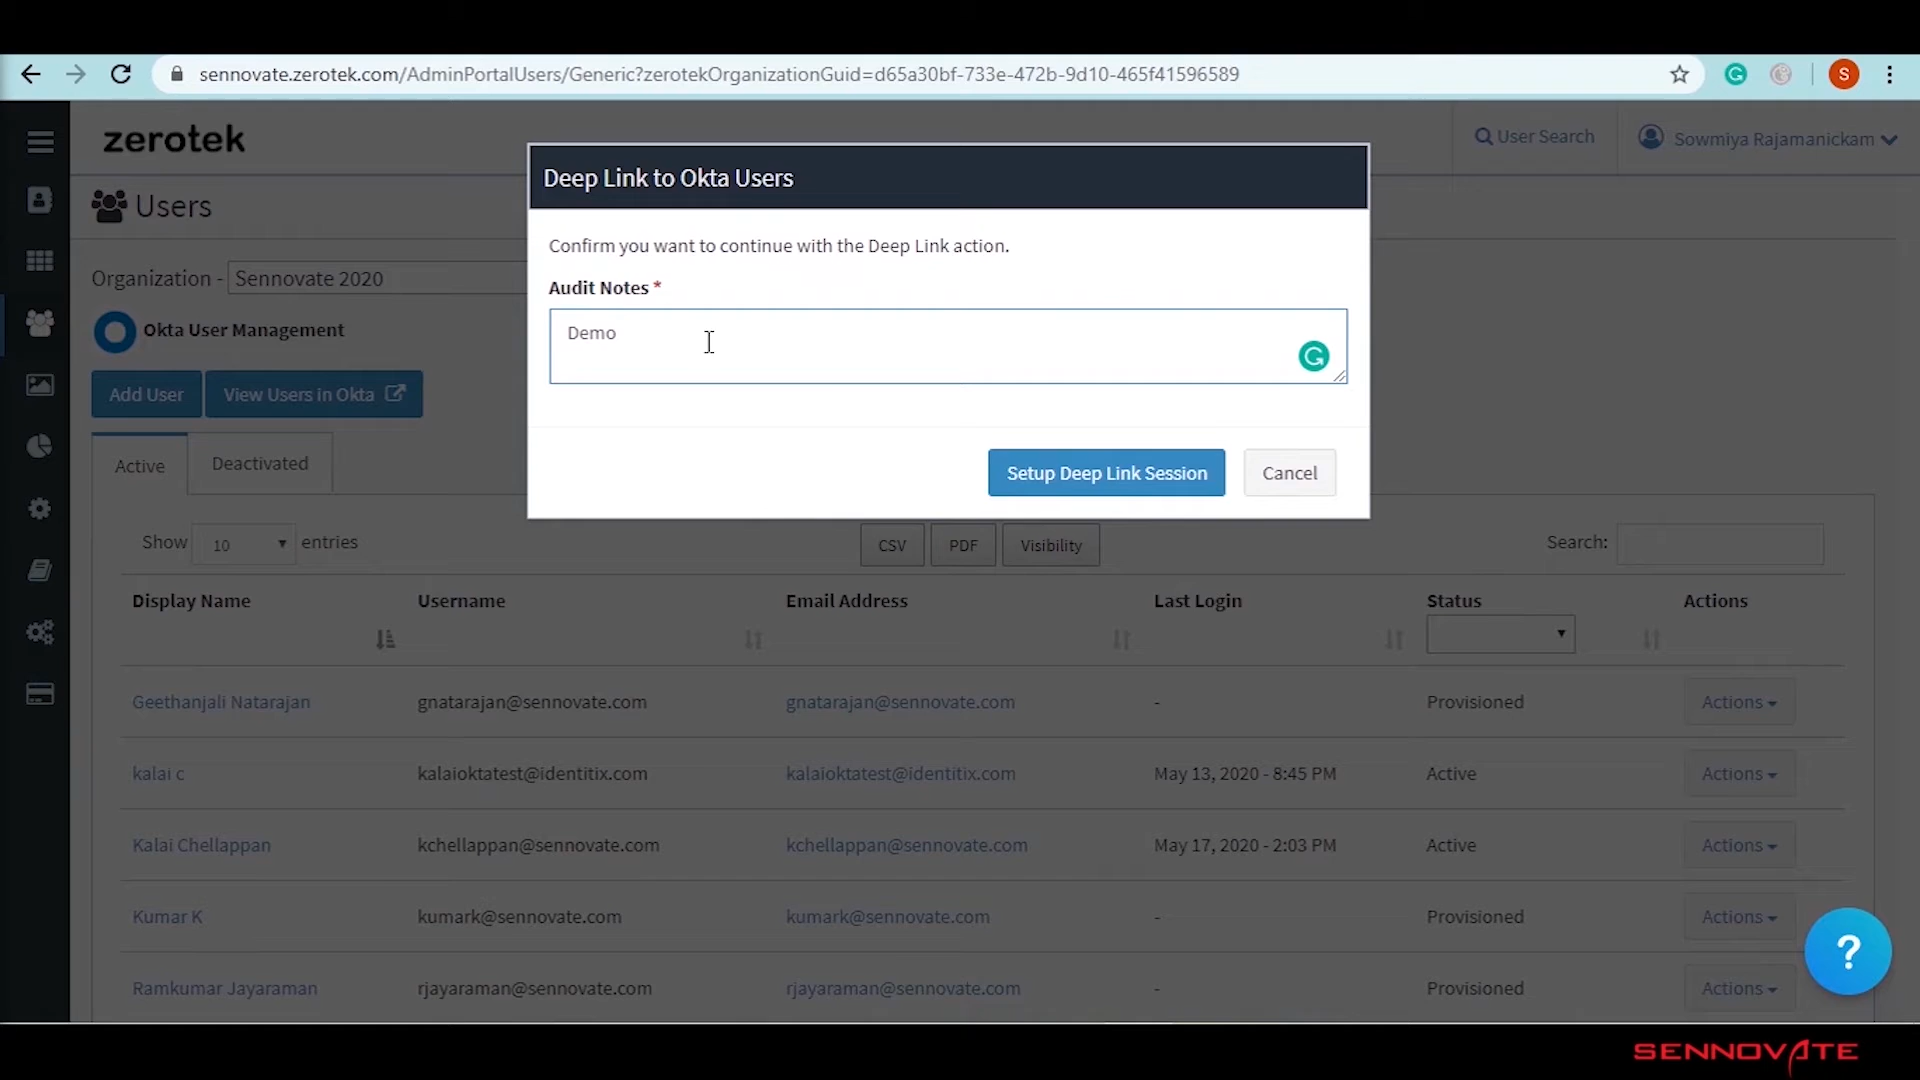 sennovate.zerotek.com/AdminPortalUsers/Generic?zerotekOrganizationGuid=d65a30bf-733e-472b-9d10-465f41596589
S
zerotek
User Search
Sowmiya Rajamanickam
Users
Deep Link to Okta Users
Confirm you want to continue with the Deep Link action.
Audit Notes *
Demo
Setup Deep Link Session
Cancel
Organization - Sennovate 2020
Okta User Management
Add User
View Users in Okta
Active
Deactivated
Show 10 entries
CSV
PDF
Visibility
Search:
Display Name Username Email Address Last Login Status Actions
Geethanjali Natarajan gnatarajan@sennovate.com gnatarajan@sennovate.com - Provisioned Actions
kalai c kalaioktatest@identitix.com kalaioktatest@identitix.com May 13, 2020 - 8:45 PM Active Actions
Kalai Chellappan kchellappan@sennovate.com kchellappan@sennovate.com May 17, 2020 - 2:03 PM Active Actions
Kumar K kumark@sennovate.com kumark@sennovate.com - Provisioned Actions
Ramkumar Jayaraman rjayaraman@sennovate.com rjayaraman@sennovate.com - Provisioned Actions
?
SENNOVATE